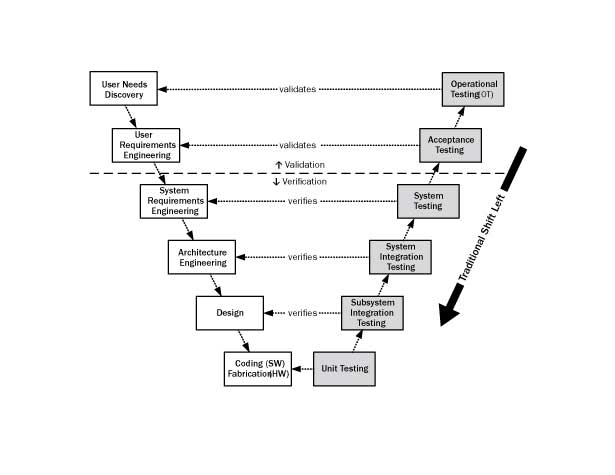 User Needs
Discovery
validates
Operational
Testing(OT)
User
Requirements
Engineering
validates
Acceptance
Testing
↑ Validation
↓ Verification
System
Requirements
Engineering
verifies
System
Testing
Traditional Shift Left
Architecture
Engineering
verifies
System
Integration
Testing
Design
verifies
Subsystem
Integration
Testing
Coding (SW)
Fabrication(HW)
Unit Testing